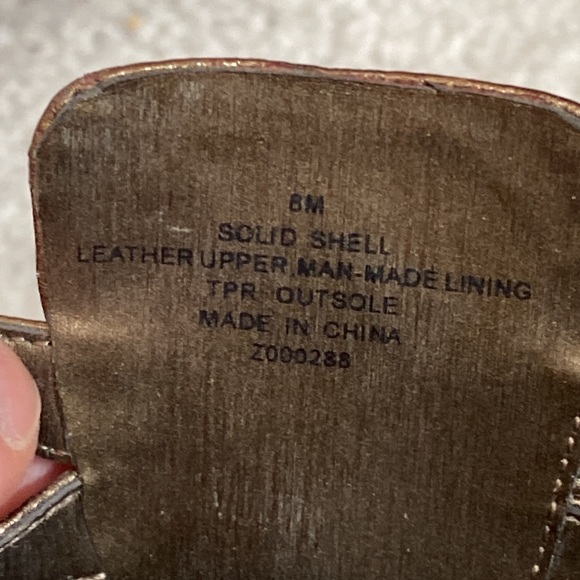 8M
SOLID SHELL
LEATHER UPPER MAN-MADE LINING
TPR OUTSOLE
MADE IN CHINA
Z000288